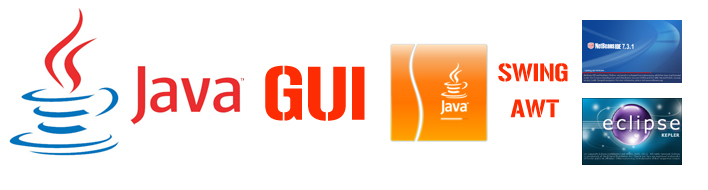 Java™
GUI
Java
SWING
AWT
NetBeans IDE 7.3.1
eclipse
KEPLER